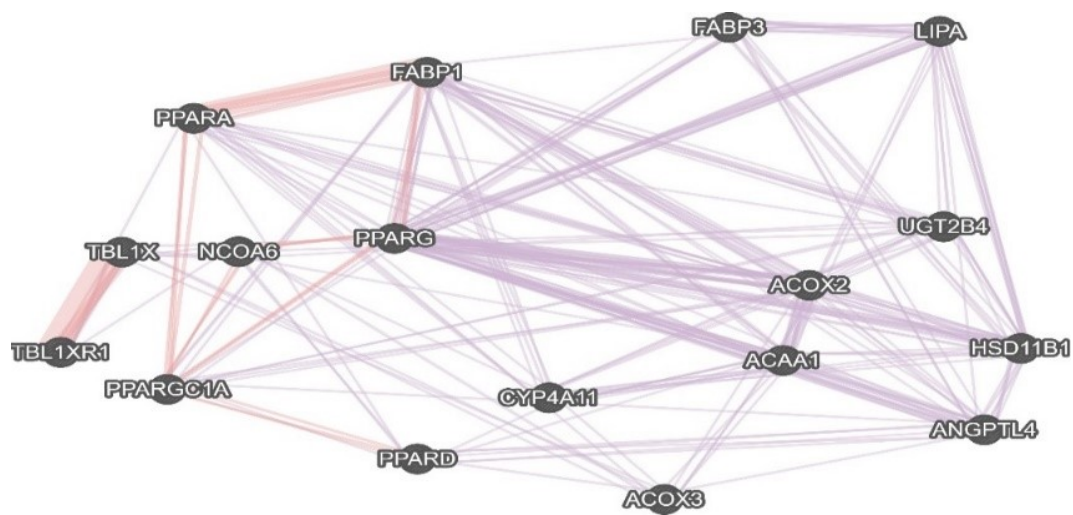 FABP3
LIPA
FABP1
PPARA
UGT2B4
PPARG
TBL1X
NCOA6
ACOX2
HSD11B1
TBL1XR1
ACAA1
PPARGC1A
CYP4A11
ANGPTL4
PPARD
ACOX3